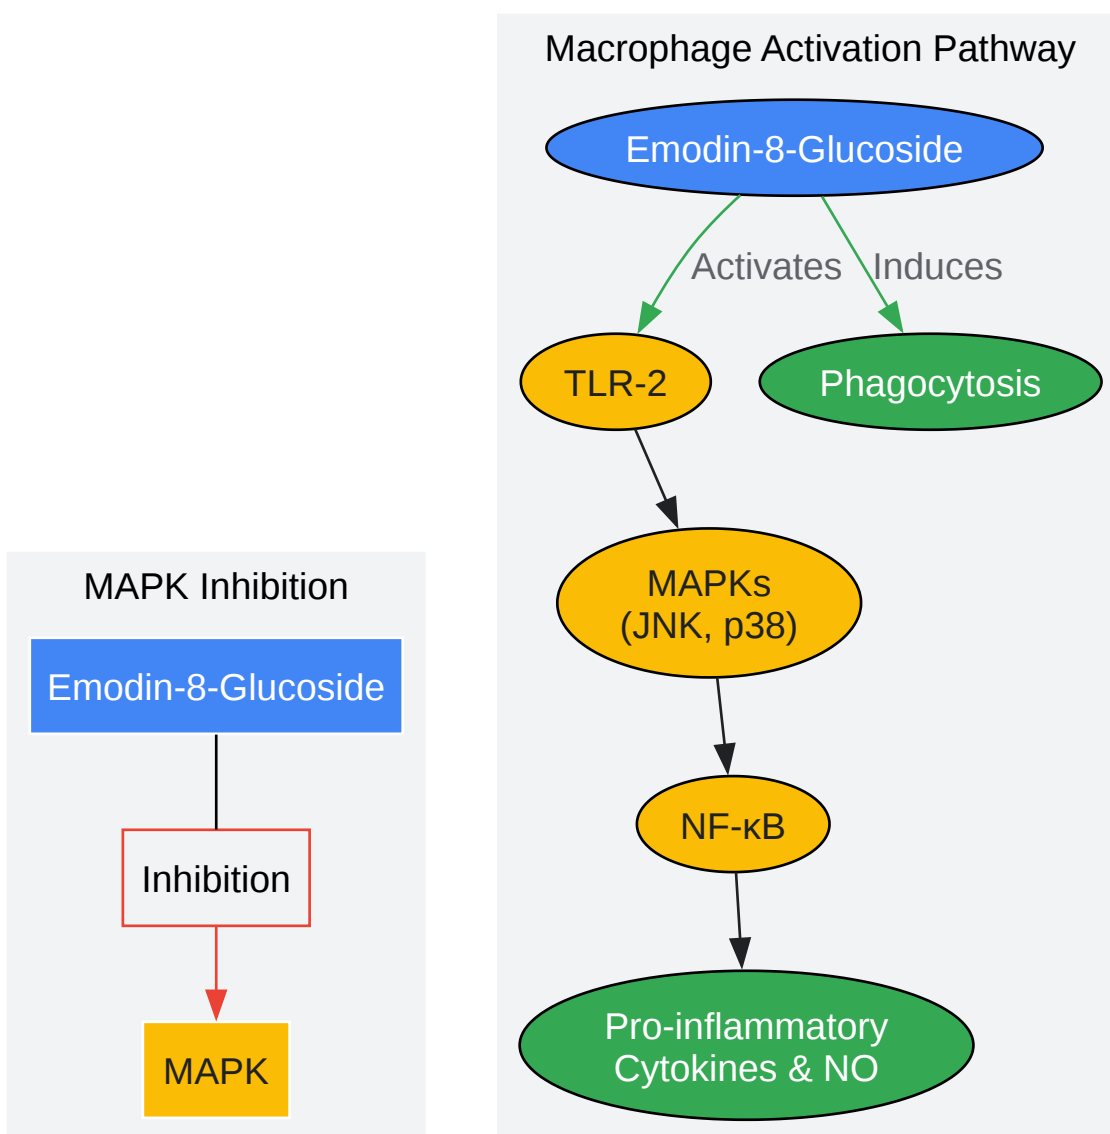 Macrophage Activation Pathway
Emodin-8-Glucoside
Activates
Induces
TLR-2
Phagocytosis
MAPKs
(JNK, p38)
NF-κB
Pro-inflammatory
Cytokines & NO
MAPK Inhibition
Emodin-8-Glucoside
Inhibition
MAPK